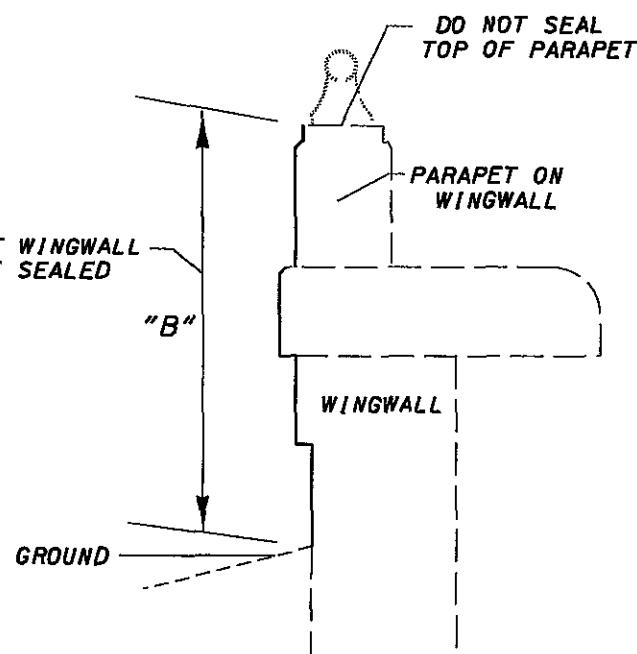 DO NOT SEAL
TOP OF PARAPET
PARAPET ON
WINGWALL
WINGWALL
SEALED
"B"
WINGWALL
GROUND